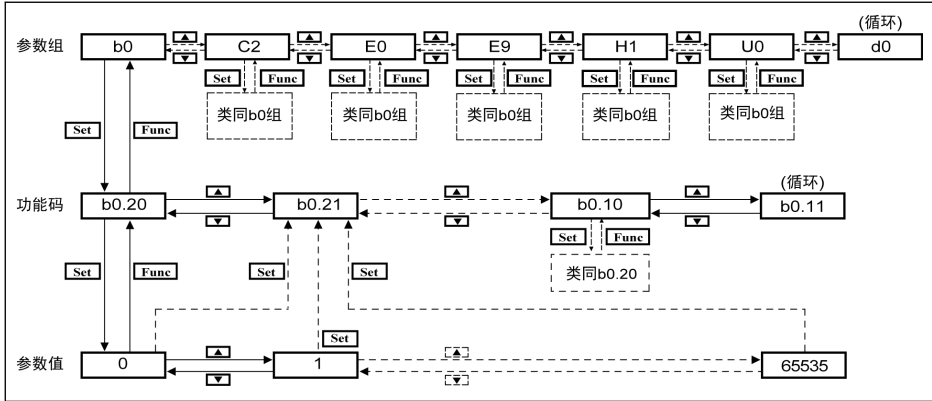 (循环)
参数组 b0 ▲ ▼ C2 ▲ ▼ E0 ▲ ▼ E9 ▲ ▼ H1 ▲ ▼ U0 ▲ ▼ d0
Set Func Set Func Set Func Set Func Set Func
类同b0组 类同b0组 类同b0组 类同b0组 类同b0组
Set Func
(循环)
功能码 b0.20 ▲ ▼ b0.21 ▲ ▼ b0.10 ▲ ▼ b0.11
Set Func
类同b0.20
Set Func Set Set
Set
参数值 0 ▲ ▼ 1 ▲ ▼ 65535